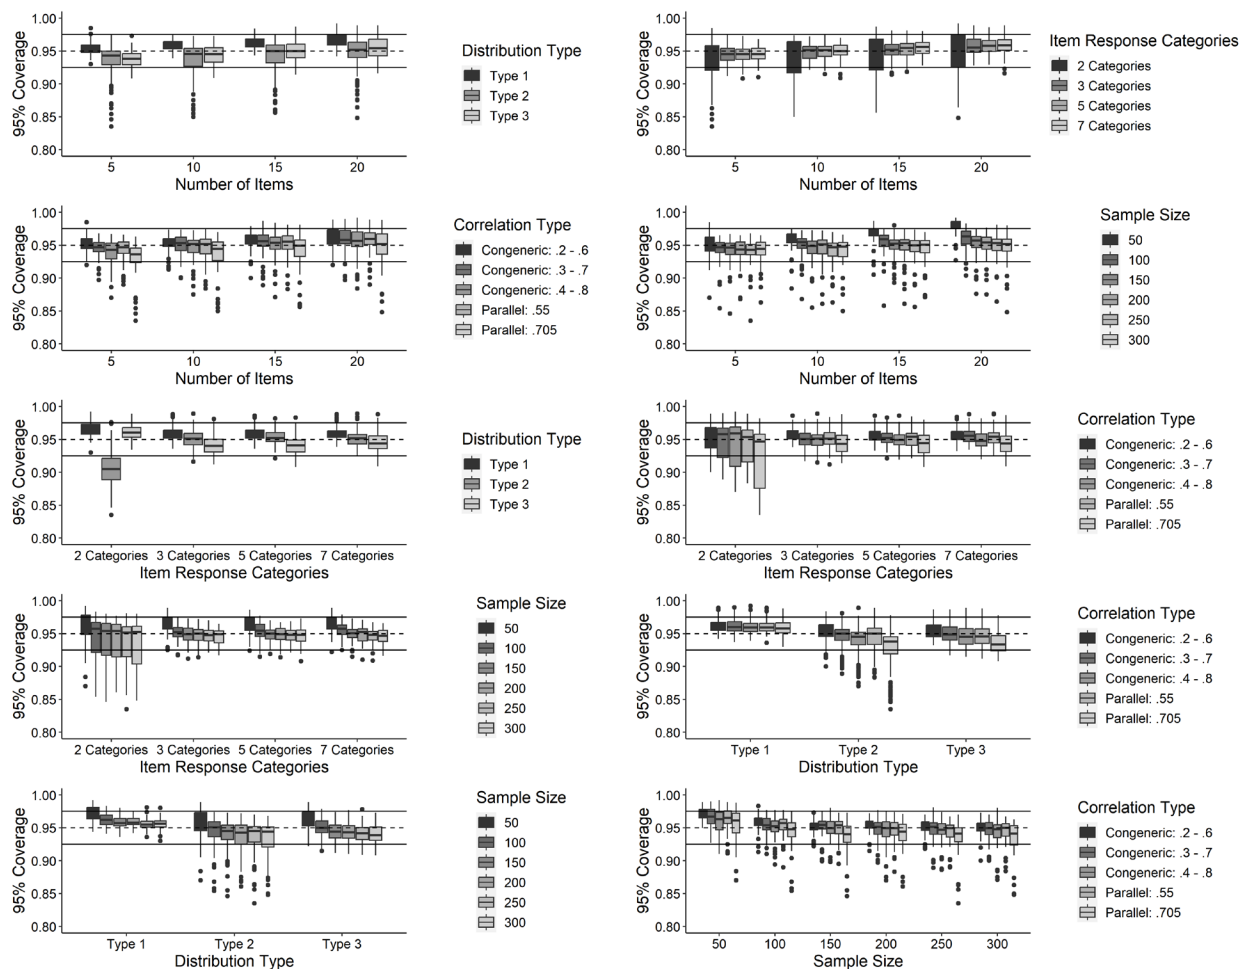 1.00
0.95
0.90
0.85
0.80
95% Coverage
5 10 15 20
Number of Items
Distribution Type
Type 1
Type 2
Type 3
1.00
0.95
0.90
0.85
0.80
95% Coverage
5 10 15 20
Number of Items
Item Response Categories
2 Categories
3 Categories
5 Categories
7 Categories
1.00
0.95
0.90
0.85
0.80
95% Coverage
5 10 15 20
Number of Items
Correlation Type
Congeneric: .2 - .6
Congeneric: .3 - .7
Congeneric: .4 - .8
Parallel: .55
Parallel: .705
1.00
0.95
0.90
0.85
0.80
95% Coverage
5 10 15 20
Number of Items
Sample Size
50
100
150
200
250
300
1.00
0.95
0.90
0.85
0.80
95% Coverage
2 Categories 3 Categories 5 Categories 7 Categories
Item Response Categories
Distribution Type
Type 1
Type 2
Type 3
1.00
0.95
0.90
0.85
0.80
95% Coverage
2 Categories 3 Categories 5 Categories 7 Categories
Item Response Categories
Correlation Type
Congeneric: .2 - .6
Congeneric: .3 - .7
Congeneric: .4 - .8
Parallel: .55
Parallel: .705
1.00
0.95
0.90
0.85
0.80
95% Coverage
2 Categories 3 Categories 5 Categories 7 Categories
Item Response Categories
Sample Size
50
100
150
200
250
300
1.00
0.95
0.90
0.85
0.80
95% Coverage
Type 1 Type 2 Type 3
Distribution Type
Correlation Type
Congeneric: .2 - .6
Congeneric: .3 - .7
Congeneric: .4 - .8
Parallel: .55
Parallel: .705
1.00
0.95
0.90
0.85
0.80
95% Coverage
Type 1 Type 2 Type 3
Distribution Type
Sample Size
50
100
150
200
250
300
1.00
0.95
0.90
0.85
0.80
95% Coverage
50 100 150 200 250 300
Sample Size
Correlation Type
Congeneric: .2 - .6
Congeneric: .3 - .7
Congeneric: .4 - .8
Parallel: .55
Parallel: .705